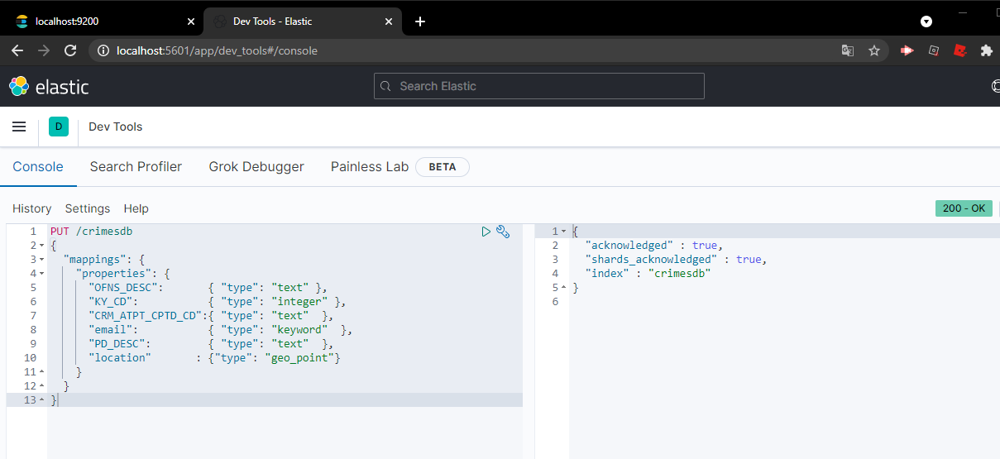 localhost:9200
Dev Tools - Elastic
localhost:5601/app/dev_tools#/console
elastic
Search Elastic
D
Dev Tools
Console
Search Profiler
Grok Debugger
Painless Lab
BETA
History
Settings
Help
200 - OK
1 PUT /crimesdb
2 {
3 "mappings": {
4 "properties": {
5 "OFNS_DESC": { "type": "text" },
6 "KY_CD": { "type": "integer" },
7 "CRM_ATPT_CPTD_CD":{ "type": "text" },
8 "email": { "type": "keyword" },
9 "PD_DESC": { "type": "text" },
10 "location" : {"type": "geo_point"}
11 }
12 }
13 }
1 {
2 "acknowledged" : true,
3 "shards_acknowledged" : true,
4 "index" : "crimesdb"
5 }
6